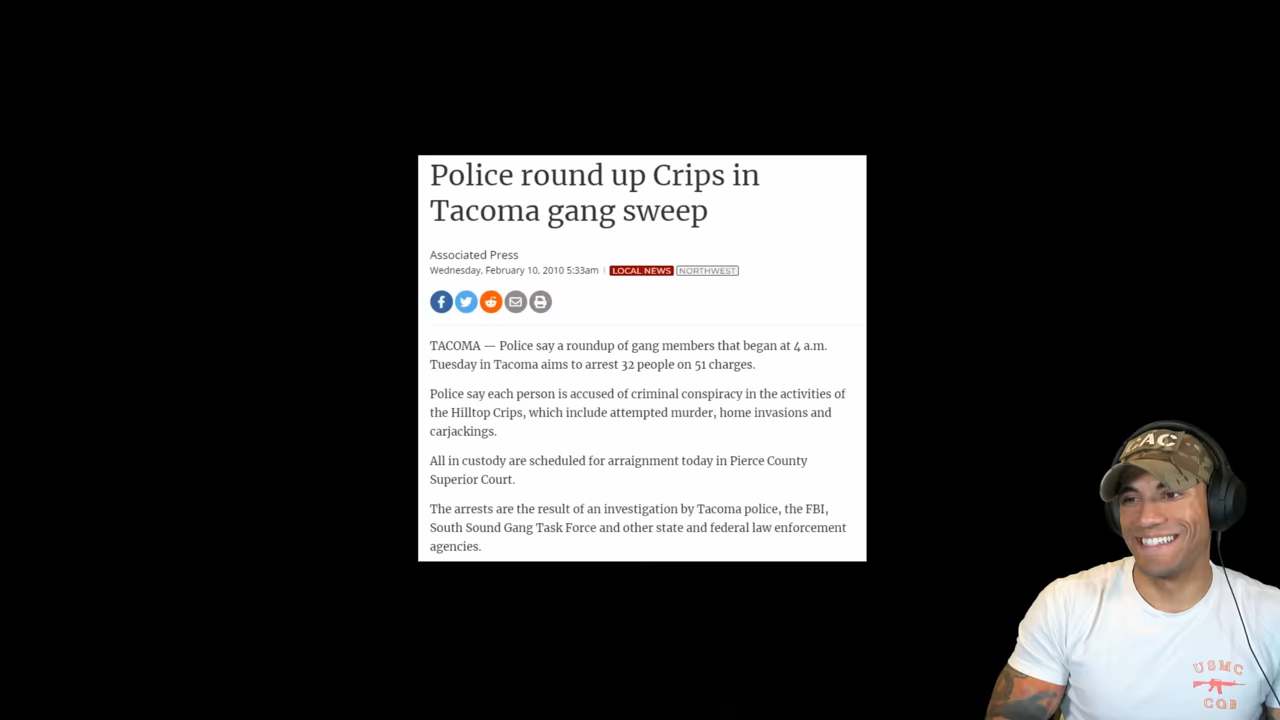 Police round up Crips in
Tacoma gang sweep
Associated Press
Wednesday, February 10, 2010 5:33am | LOCAL NEWS NORTHWEST
TACOMA — Police say a roundup of gang members that began at 4 a.m.
Tuesday in Tacoma aims to arrest 32 people on 51 charges.
Police say each person is accused of criminal conspiracy in the activities of
the Hilltop Crips, which include attempted murder, home invasions and
carjackings.
All in custody are scheduled for arraignment today in Pierce County
Superior Court.
The arrests are the result of an investigation by Tacoma police, the FBI,
South Sound Gang Task Force and other state and federal law enforcement
agencies.
CAC
USMC
CQB